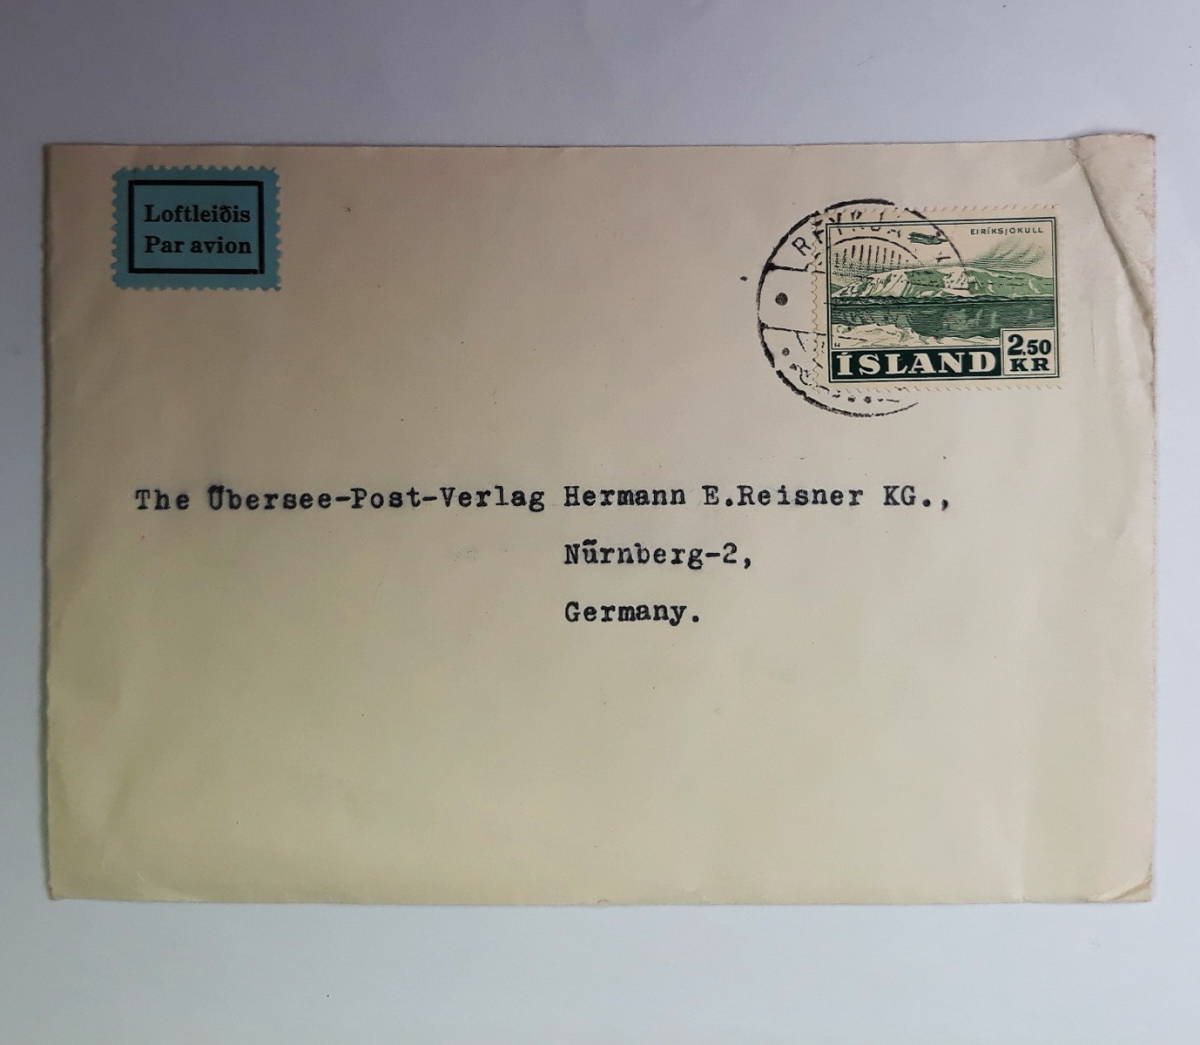 Loftleiðis
Par avion
EIRÍKSJÖKULL
ÍSLAND
2,50
KR
The Übersee-Post-Verlag Hermann E.Reisner KG.,
Nürnberg-2,
Germany.